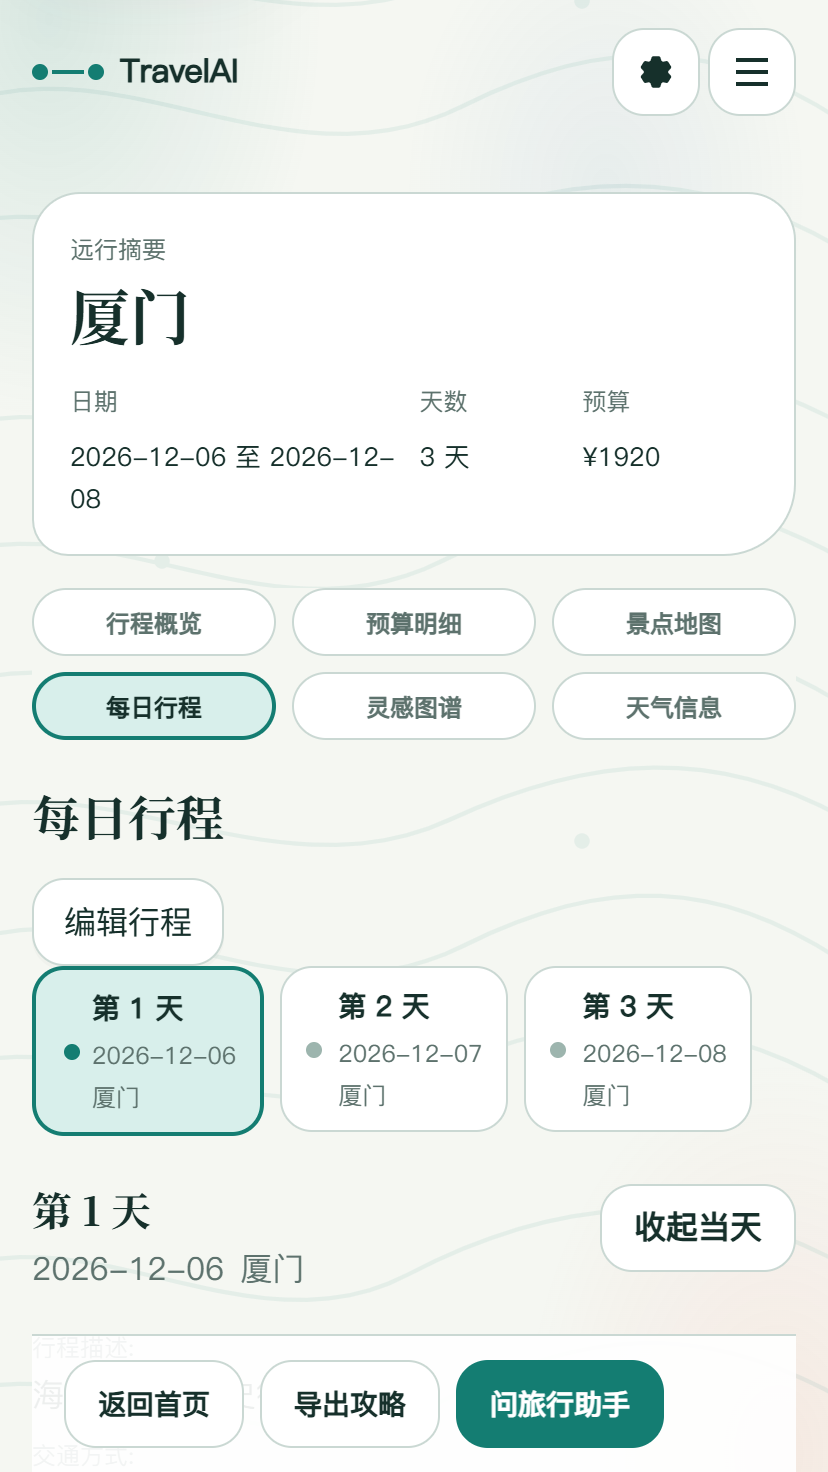 TravelAI
远行摘要
厦门
日期 天数 预算
2026-12-06 至 2026-12- 3 天 ¥1920
08
行程概览 预算明细 景点地图
每日行程 灵感图谱 天气信息
每日行程
编辑行程
第 1 天 第 2 天 第 3 天
2026-12-06 2026-12-07 2026-12-08
厦门 厦门 厦门
第 1 天
收起当天
2026-12-06 厦门
行程描述:
海
返回首页 导出攻略 问旅行助手
交通方式: